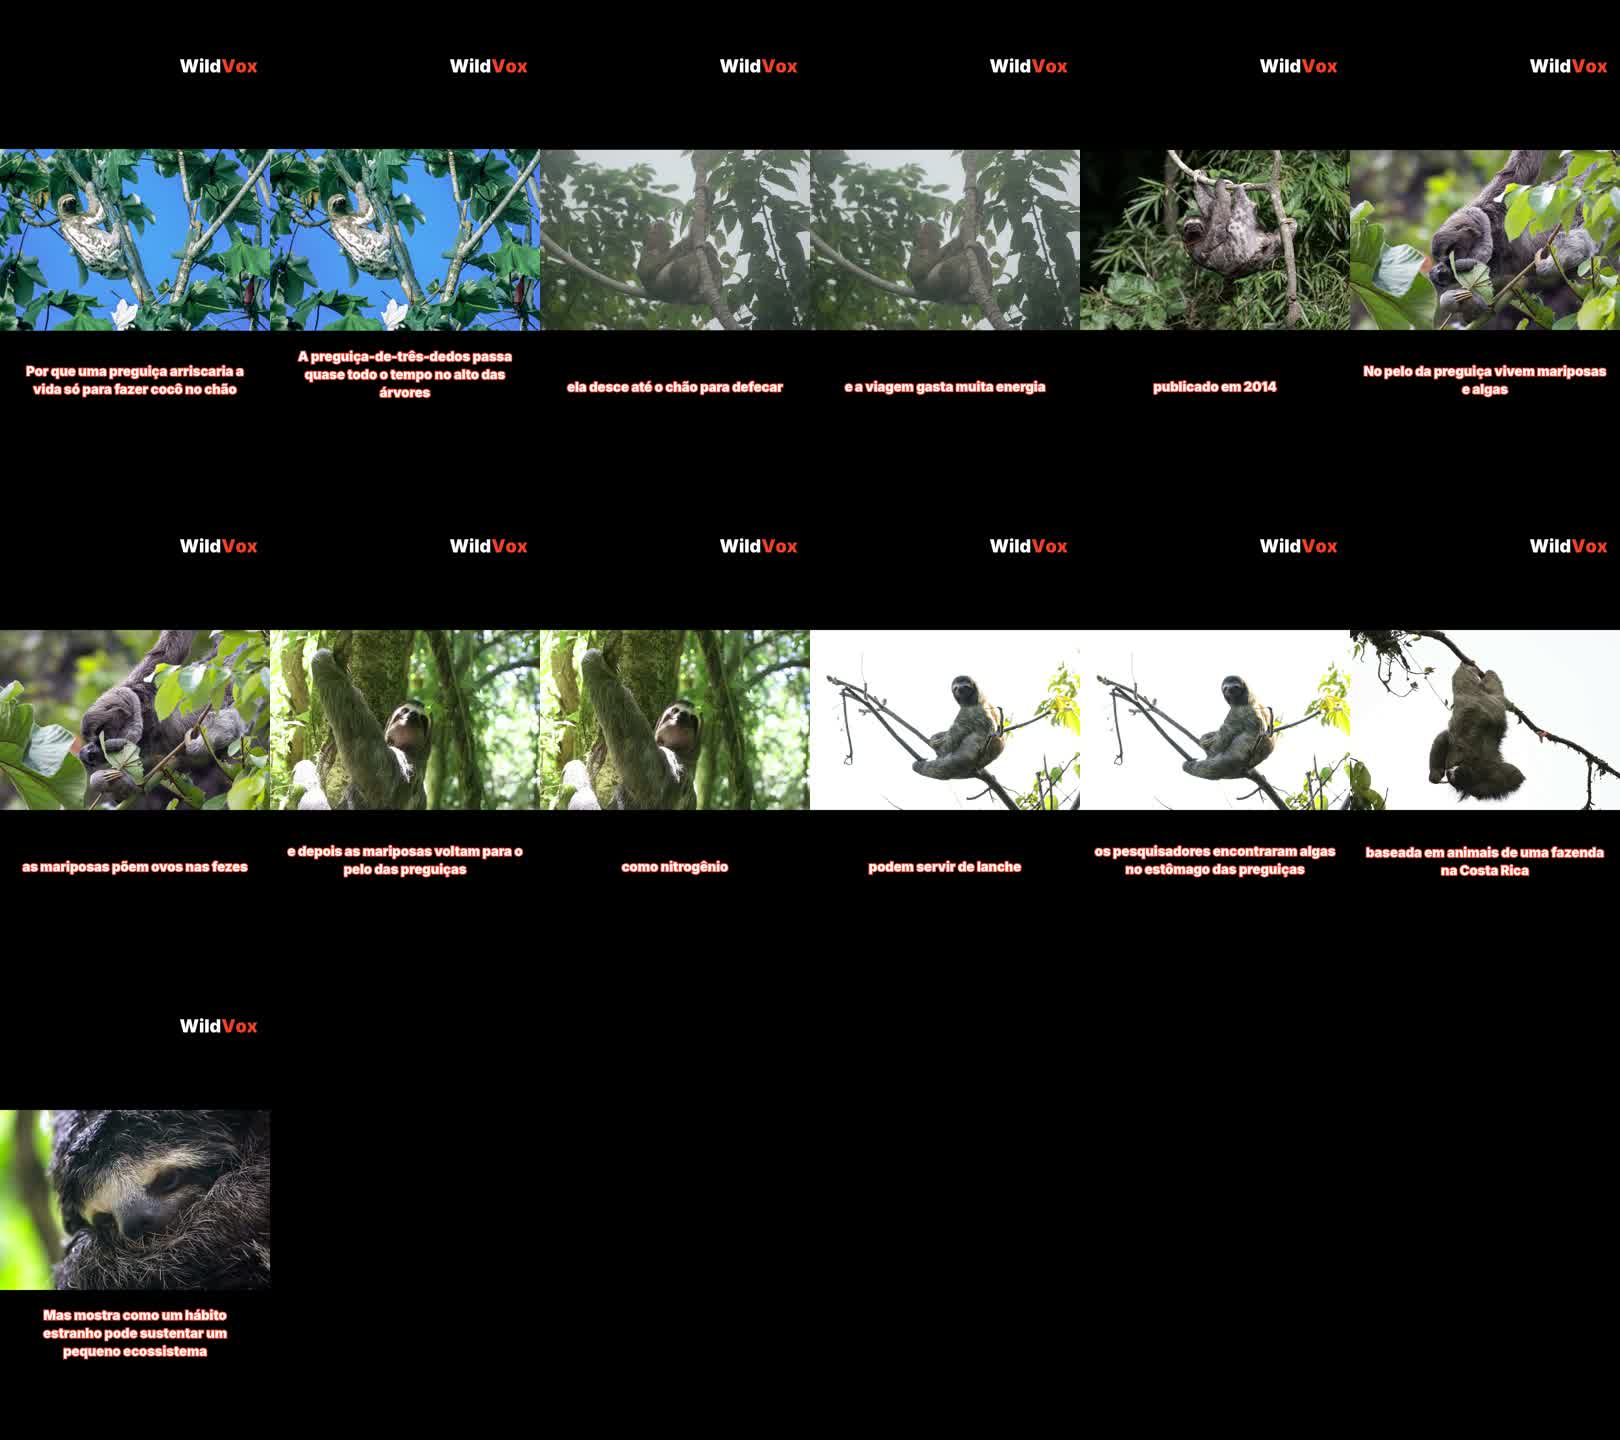 WildVox
WildVox
WildVox
WildVox
WildVox
WildVox
Por que uma preguiça arriscaria a
vida só para fazer cocô no chão
A preguiça-de-três-dedos passa
quase todo o tempo no alto das
árvores
ela desce até o chão para defecar
e a viagem gasta muita energia
publicado em 2014
No pelo da preguiça vivem mariposas
e algas
WildVox
WildVox
WildVox
WildVox
WildVox
WildVox
as mariposas põem ovos nas fezes
e depois as mariposas voltam para o
pelo das preguiças
como nitrogênio
podem servir de lanche
os pesquisadores encontraram algas
no estômago das preguiças
baseada em animais de uma fazenda
na Costa Rica
WildVox
Mas mostra como um hábito
estranho pode sustentar um
pequeno ecossistema